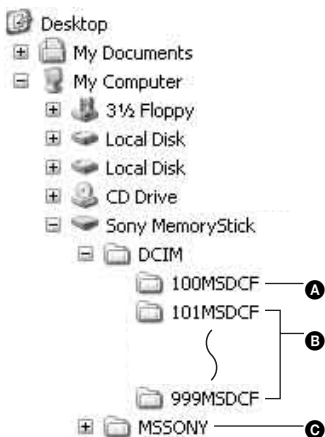 Desktop
My Documents
My Computer
3½ Floppy
Local Disk
Local Disk
CD Drive
Sony MemoryStick
DCIM
100MSDCF A
101MSDCF
B
999MSDCF
MSSONY C